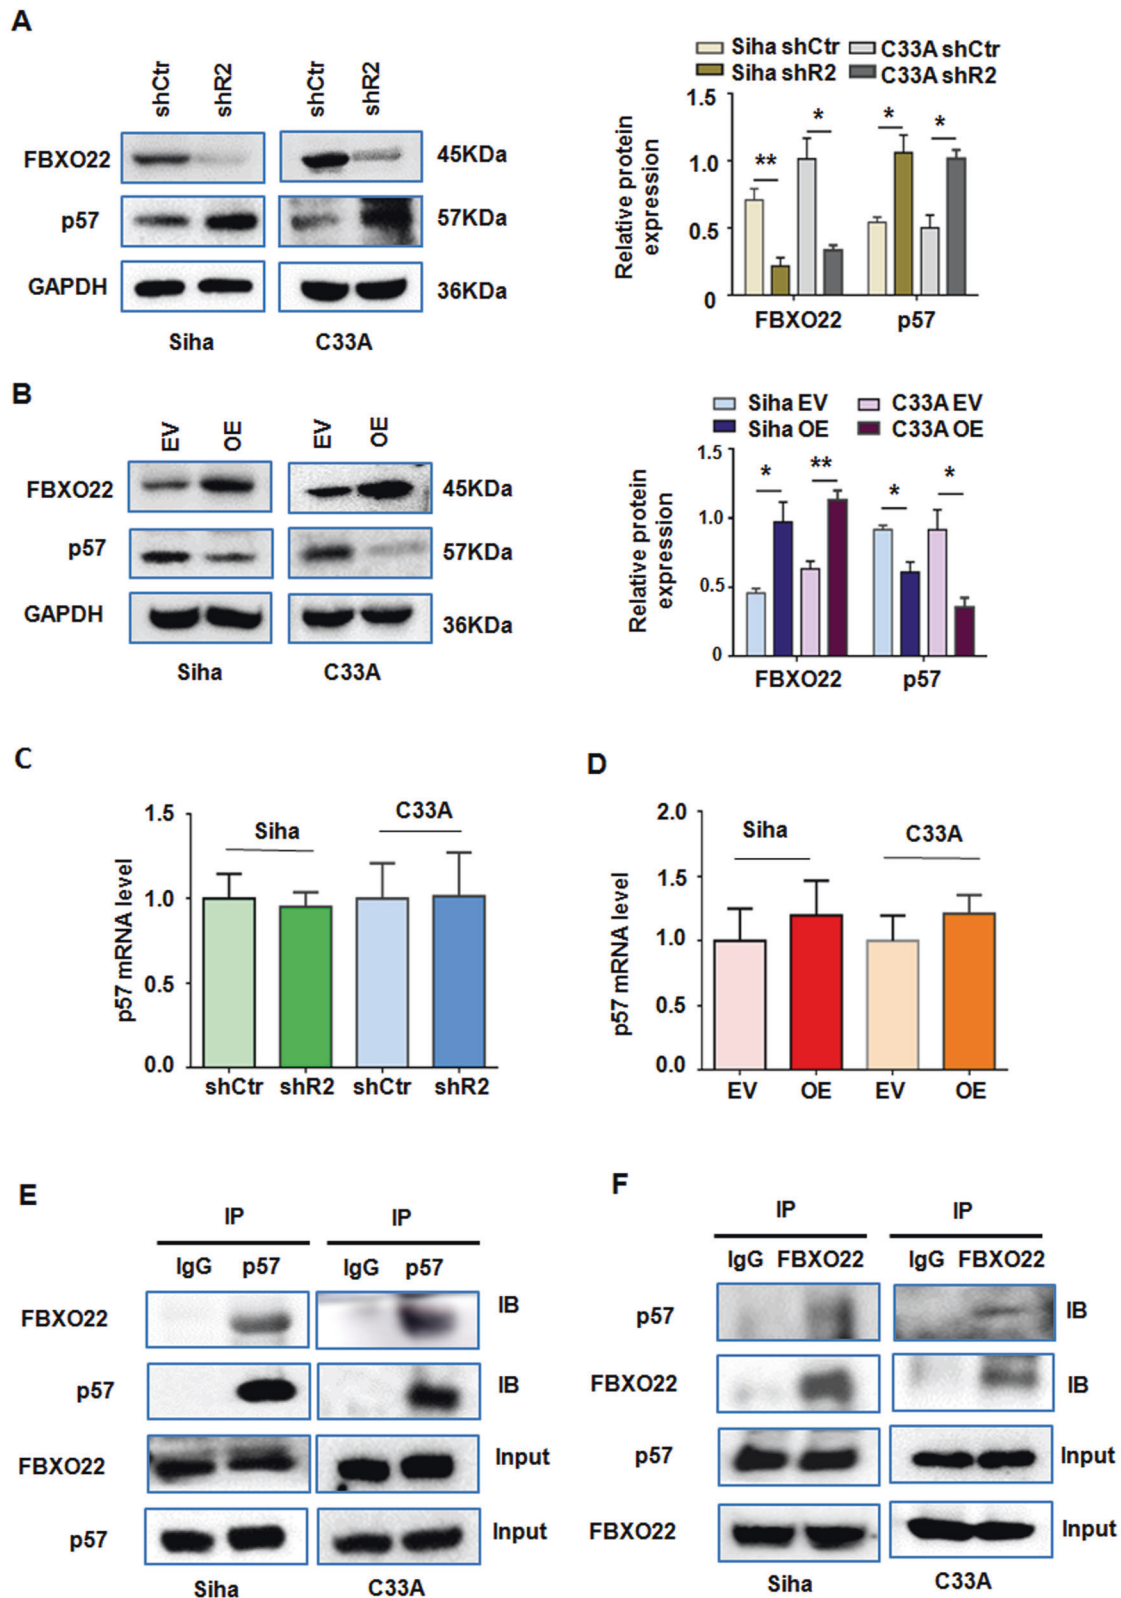 A
shCtr shR2 shCtr shR2
FBXO22 45KDa
p57 57KDa
GAPDH 36KDa
Siha C33A
Siha shCtr C33A shCtr
Siha shR2 C33A shR2
Relative protein
expression
1.5
1.0
0.5
0
** * * *
FBXO22 p57
B
EV OE EV OE
FBXO22 45KDa
p57 57KDa
GAPDH 36KDa
Siha C33A
Siha EV C33A EV
Siha OE C33A OE
Relative protein
expression
1.5
1.0
0.5
0
* ** * *
FBXO22 p57
C
p57 mRNA level
1.5
1.0
0.5
0.0
Siha C33A
shCtr shR2 shCtr shR2
D
p57 mRNA level
2.0
1.5
1.0
0.5
0.0
Siha C33A
EV OE EV OE
E
IP IP
IgG p57 IgG p57
FBXO22 IB
p57 IB
FBXO22 Input
p57 Input
Siha C33A
F
IP IP
IgG FBXO22 IgG FBXO22
p57 IB
FBXO22 IB
p57 Input
FBXO22 Input
Siha C33A